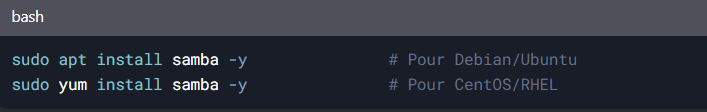 bash
sudo apt install samba -y # Pour Debian/Ubuntu
sudo yum install samba -y # Pour CentOS/RHEL